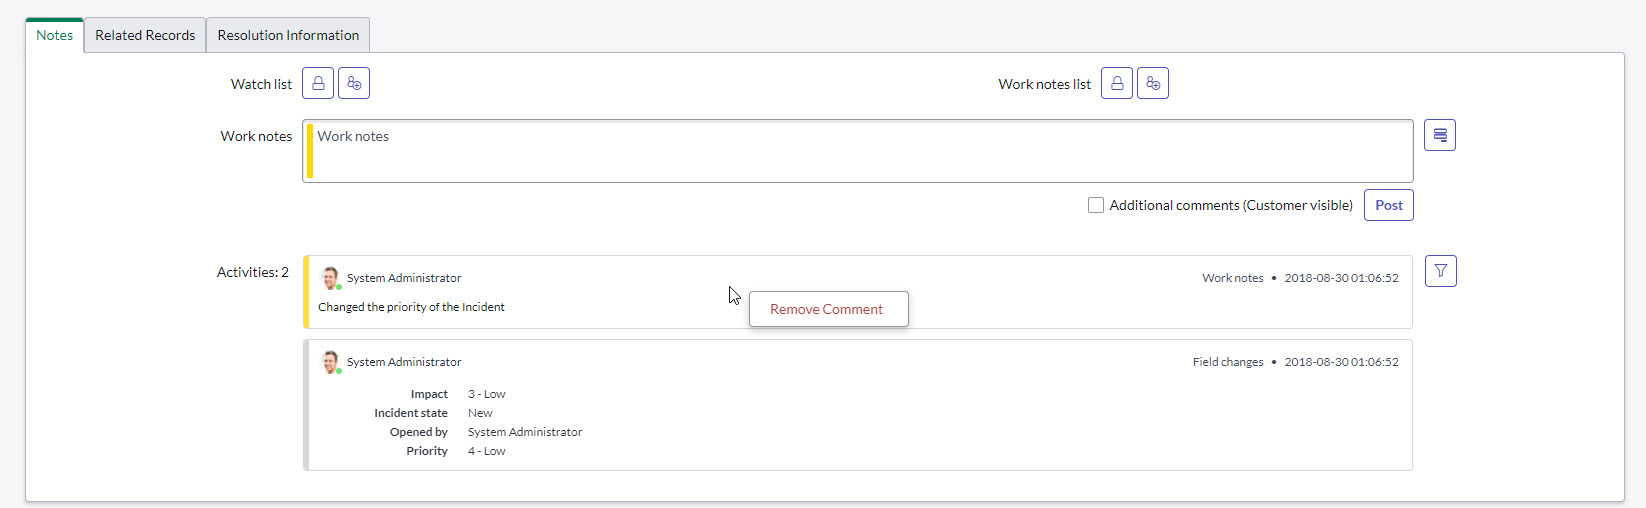 Notes Related Records Resolution Information
Watch list Work notes list
Work notes Work notes
Additional comments (Customer visible) Post
Activities: 2 System Administrator Work notes • 2018-08-30 01:06:52
Changed the priority of the Incident Remove Comment
System Administrator Field changes • 2018-08-30 01:06:52
Impact 3 - Low
Incident state New
Opened by System Administrator
Priority 4 - Low